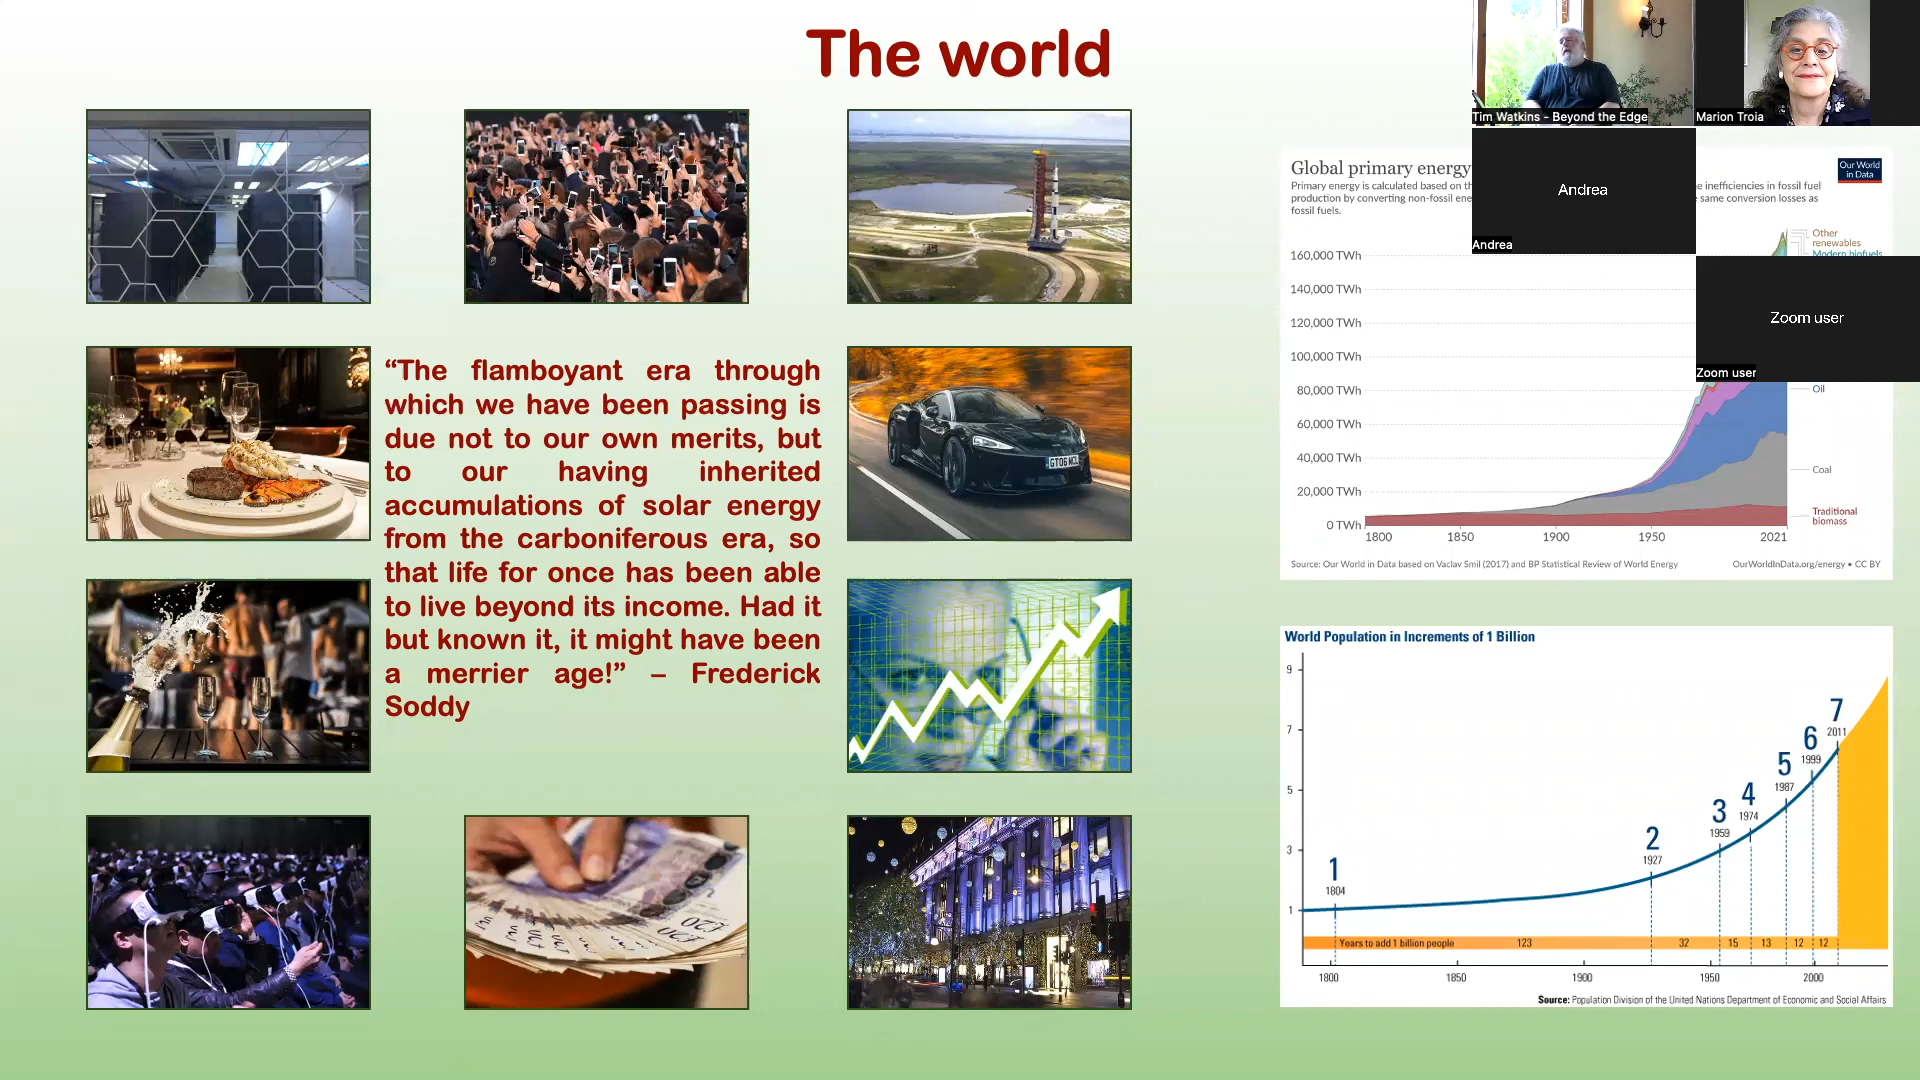 The world
“The flamboyant era through
which we have been passing is
due not to our own merits, but
to our having inherited
accumulations of solar energy
from the carboniferous era, so
that life for once has been able
to live beyond its income. Had it
but known it, it might have been
a merrier age!” – Frederick
Soddy
GT06 MCL
£20
Tim Watkins - Beyond the Edge
Marion Troia
Andrea
Andrea
Zoom user
Zoom user
Global primary energy
Our World
in Data
Primary energy is calculated based on th
e inefficiencies in fossil fuel
production by converting non-fossil ene
same conversion losses as
fossil fuels.
Other
renewables
Modern biofuels
160,000 TWh
140,000 TWh
120,000 TWh
100,000 TWh
80,000 TWh
Oil
60,000 TWh
40,000 TWh
Coal
20,000 TWh
Traditional
biomass
0 TWh
1800 1850 1900 1950 2021
Source: Our World in Data based on Vaclav Smil (2017) and BP Statistical Review of World Energy
OurWorldInData.org/energy • CC BY
World Population in Increments of 1 Billion
9
7
5
3
1
1
1804
2
1927
3
1959
4
1974
5
1987
6
1999
7
2011
Years to add 1 billion people 123 32 15 13 12 12
1800 1850 1900 1950 2000
Source: Population Division of the United Nations Department of Economic and Social Affairs